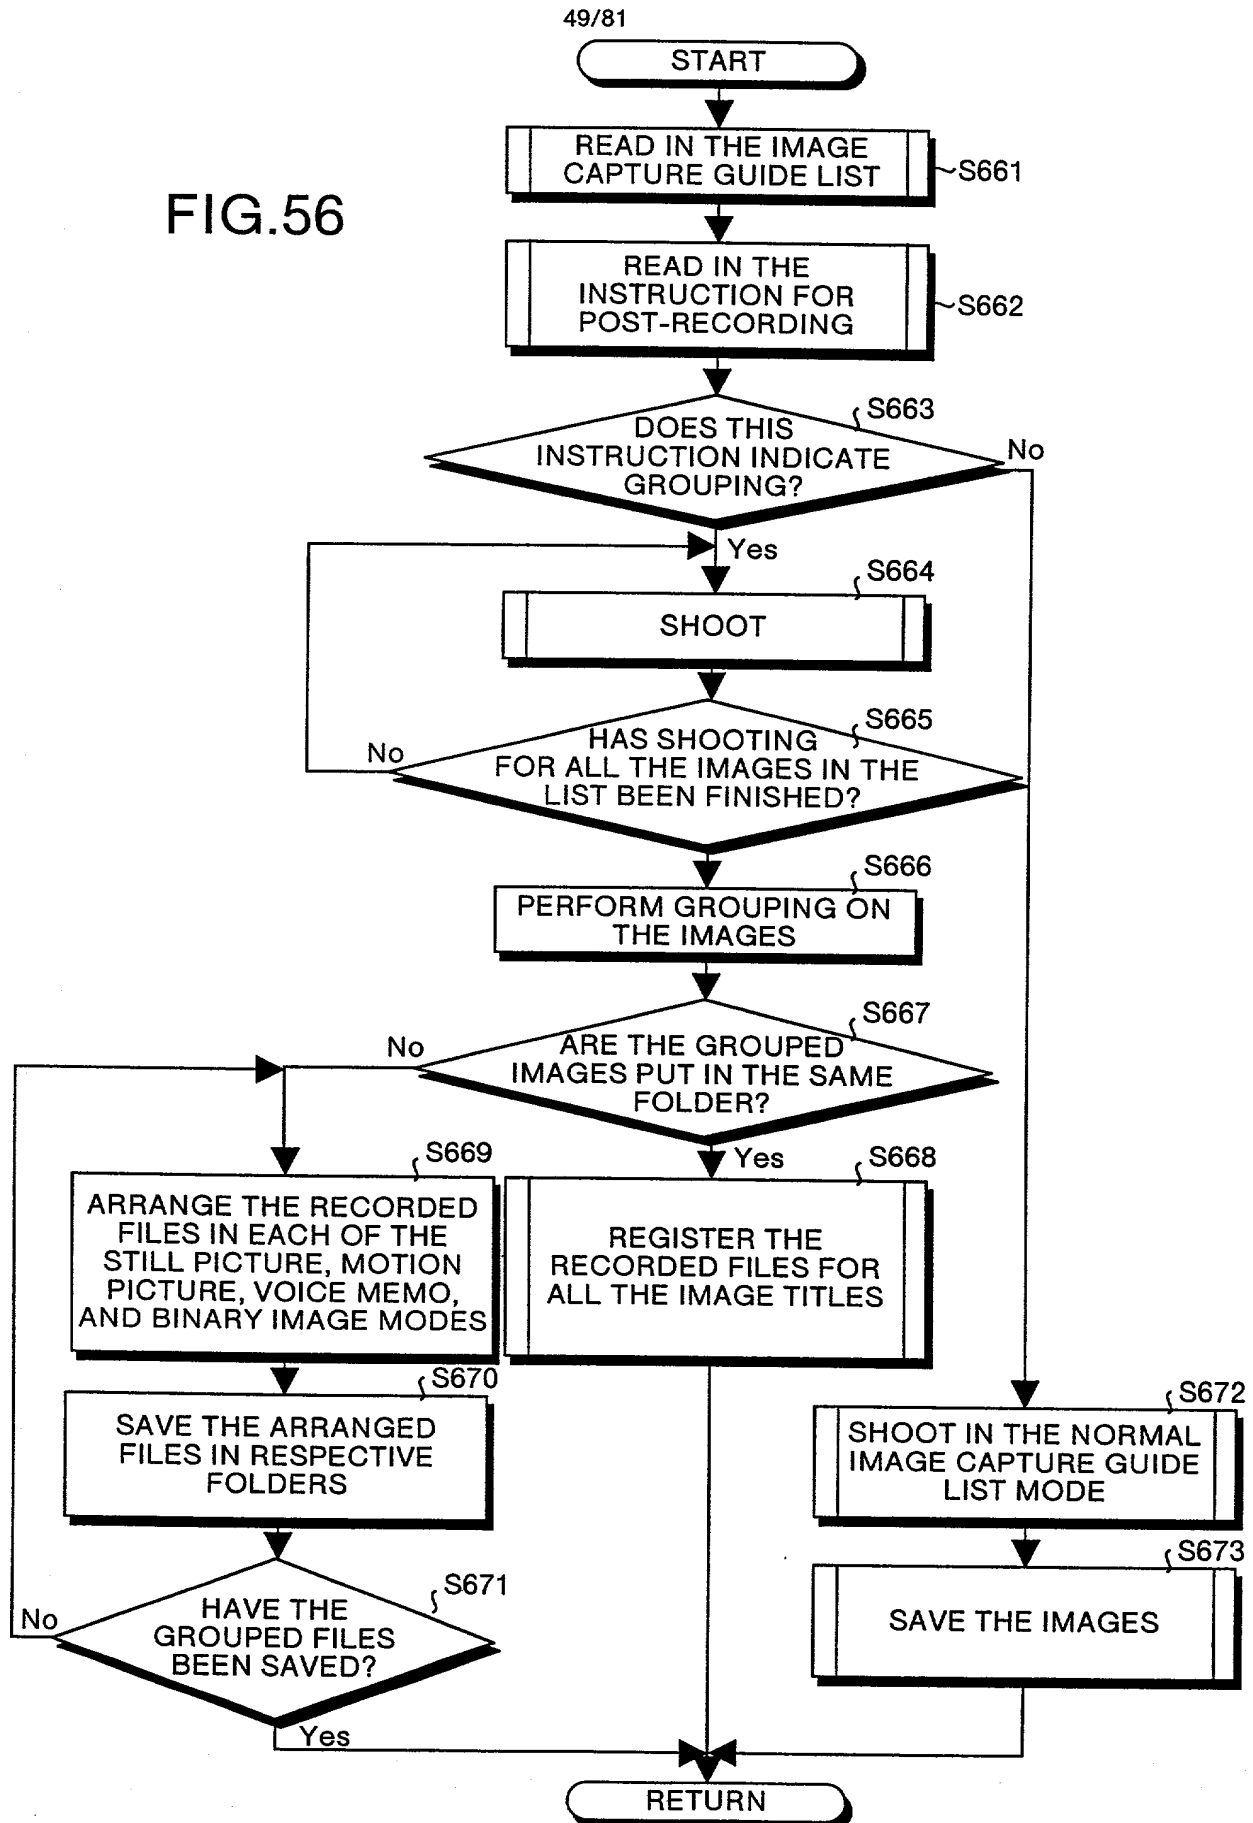 49/81
START
READ IN THE IMAGE
CAPTURE GUIDE LIST
~S661
FIG.56
READ IN THE
INSTRUCTION FOR
POST-RECORDING
~S662
S663
DOES THIS
INSTRUCTION INDICATE
GROUPING?
No
Yes
S664
SHOOT
S665
HAS SHOOTING
FOR ALL THE IMAGES IN THE
LIST BEEN FINISHED?
No
S666
PERFORM GROUPING ON
THE IMAGES
S667
No
ARE THE GROUPED
IMAGES PUT IN THE SAME
FOLDER?
Yes
S669
ARRANGE THE RECORDED
FILES IN EACH OF THE
STILL PICTURE, MOTION
PICTURE, VOICE MEMO,
AND BINARY IMAGE MODES
S668
REGISTER THE
RECORDED FILES FOR
ALL THE IMAGE TITLES
S670
SAVE THE ARRANGED
FILES IN RESPECTIVE
FOLDERS
S672
SHOOT IN THE NORMAL
IMAGE CAPTURE GUIDE
LIST MODE
S671
No
HAVE THE
GROUPED FILES
BEEN SAVED?
Yes
S673
SAVE THE IMAGES
RETURN